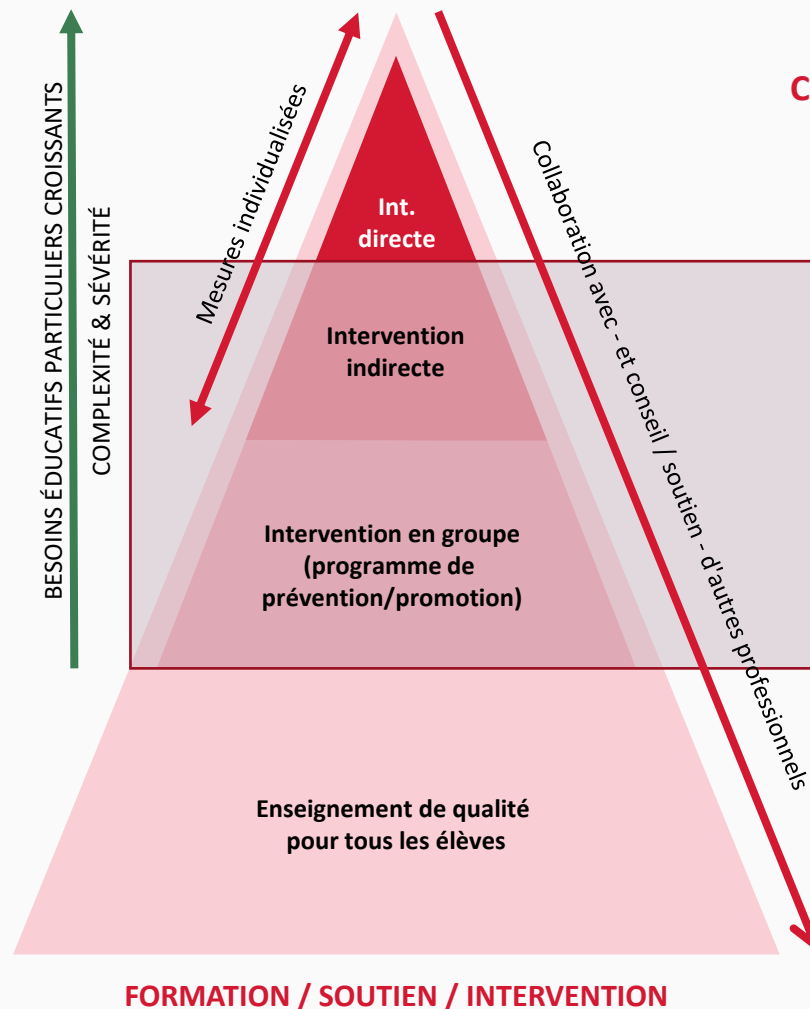 C
BESOINS ÉDUCATIFS PARTICULIERS CROISSANTS
COMPLEXITÉ & SÉVÉRITÉ
Mesures individualisées
Collaboration avec - et conseil / soutien - d'autres professionnels
Int.
directe
Intervention
indirecte
Intervention en groupe
(programme de
prévention/promotion)
Enseignement de qualité
pour tous les élèves
FORMATION / SOUTIEN / INTERVENTION